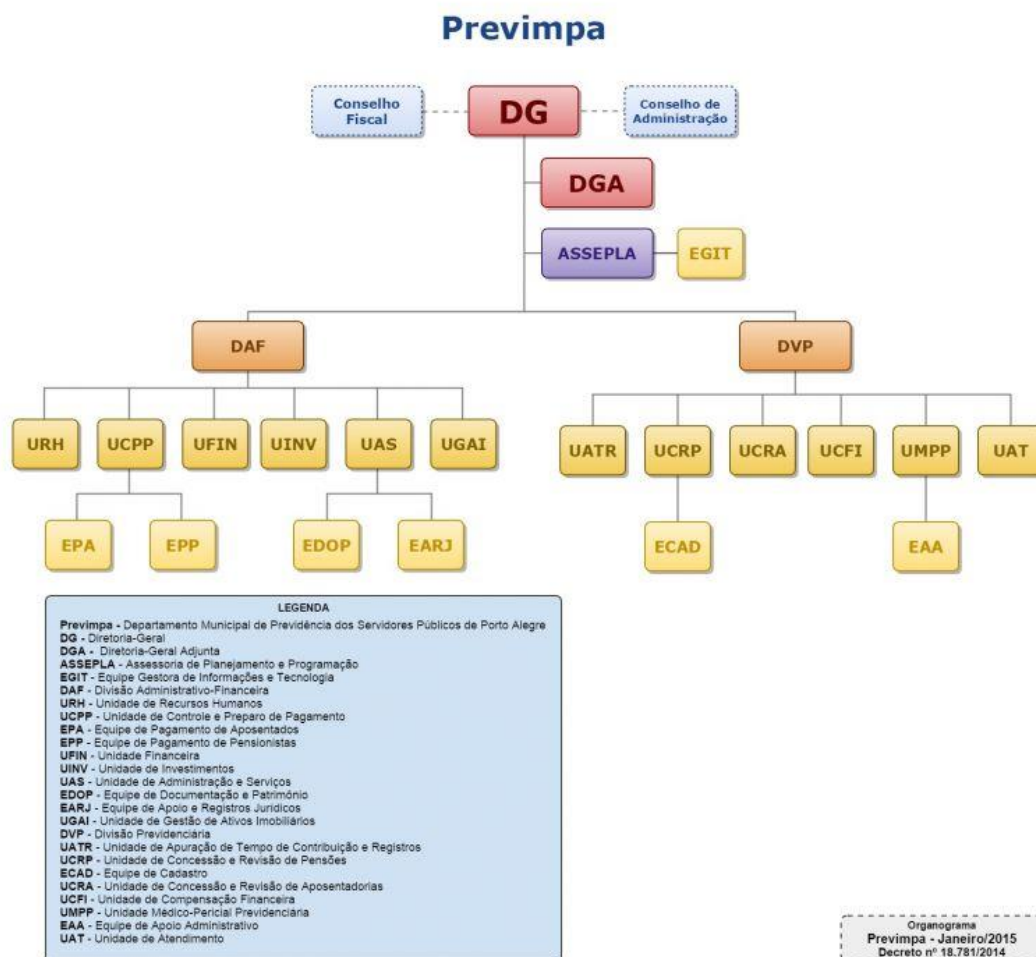 Previmpa
Conselho
Fiscal
DG
Conselho de
Administração
DGA
ASSEPLA
EGIT
DAF
DVP
URH
UCPP
UFIN
UINV
UAS
UGAI
UATR
UCRP
UCRA
UCFI
UMPP
UAT
EPA
EPP
EDOP
EARJ
ECAD
EAA
LEGENDA
Previmpa - Departamento Municipal de Previdência dos Servidores Públicos de Porto Alegre
DG - Diretoria-Geral
DGA - Diretoria-Geral Adjunta
ASSEPLA - Assessoria de Planejamento e Programação
EGIT - Equipe Gestora de Informações e Tecnologia
DAF - Divisão Administrativo-Financeira
URH - Unidade de Recursos Humanos
UCPP - Unidade de Controle e Preparo de Pagamento
EPA - Equipe de Pagamento de Aposentados
EPP - Equipe de Pagamento de Pensionistas
UFIN - Unidade Financeira
UINV - Unidade de Investimentos
UAS - Unidade de Administração e Serviços
EDOP - Equipe de Documentação e Patrimônio
EARJ - Equipe de Apoio e Registros Jurídicos
UGAI - Unidade de Gestão de Ativos Imobiliários
DVP - Divisão Previdenciária
UATR - Unidade de Apuração de Tempo de Contribuição e Registros
UCRP - Unidade de Concessão e Revisão de Pensões
ECAD - Equipe de Cadastro
UCRA - Unidade de Concessão e Revisão de Aposentadorias
UCFI - Unidade de Compensação Financeira
UMPP - Unidade Médico-Pericial Previdenciária
EAA - Equipe de Apoio Administrativo
UAT - Unidade de Atendimento
Organograma
Previmpa - Janeiro/2015
Decreto nº 18.781/2014